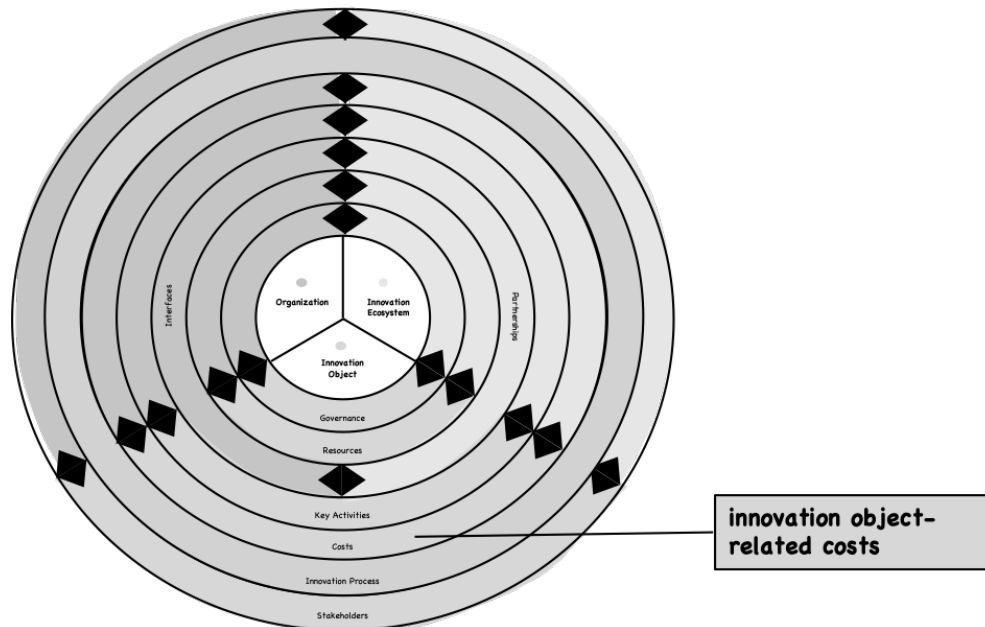 Organization
Innovation
Ecosystem
Innovation
Object
Interfaces
Partnerships
Governance
Resources
Key Activities
Costs
Innovation Process
Stakeholders
innovation object-
related costs